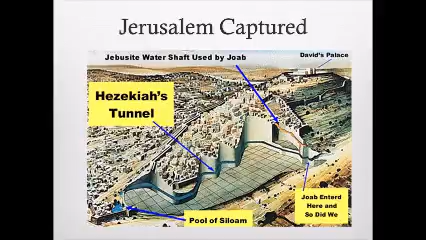 Jerusalem Captured
Jebusite Water Shaft Used by Joab
David's Palace
Hezekiah's
Tunnel
Joab Enterd
Here and
So Did We
Pool of Siloam